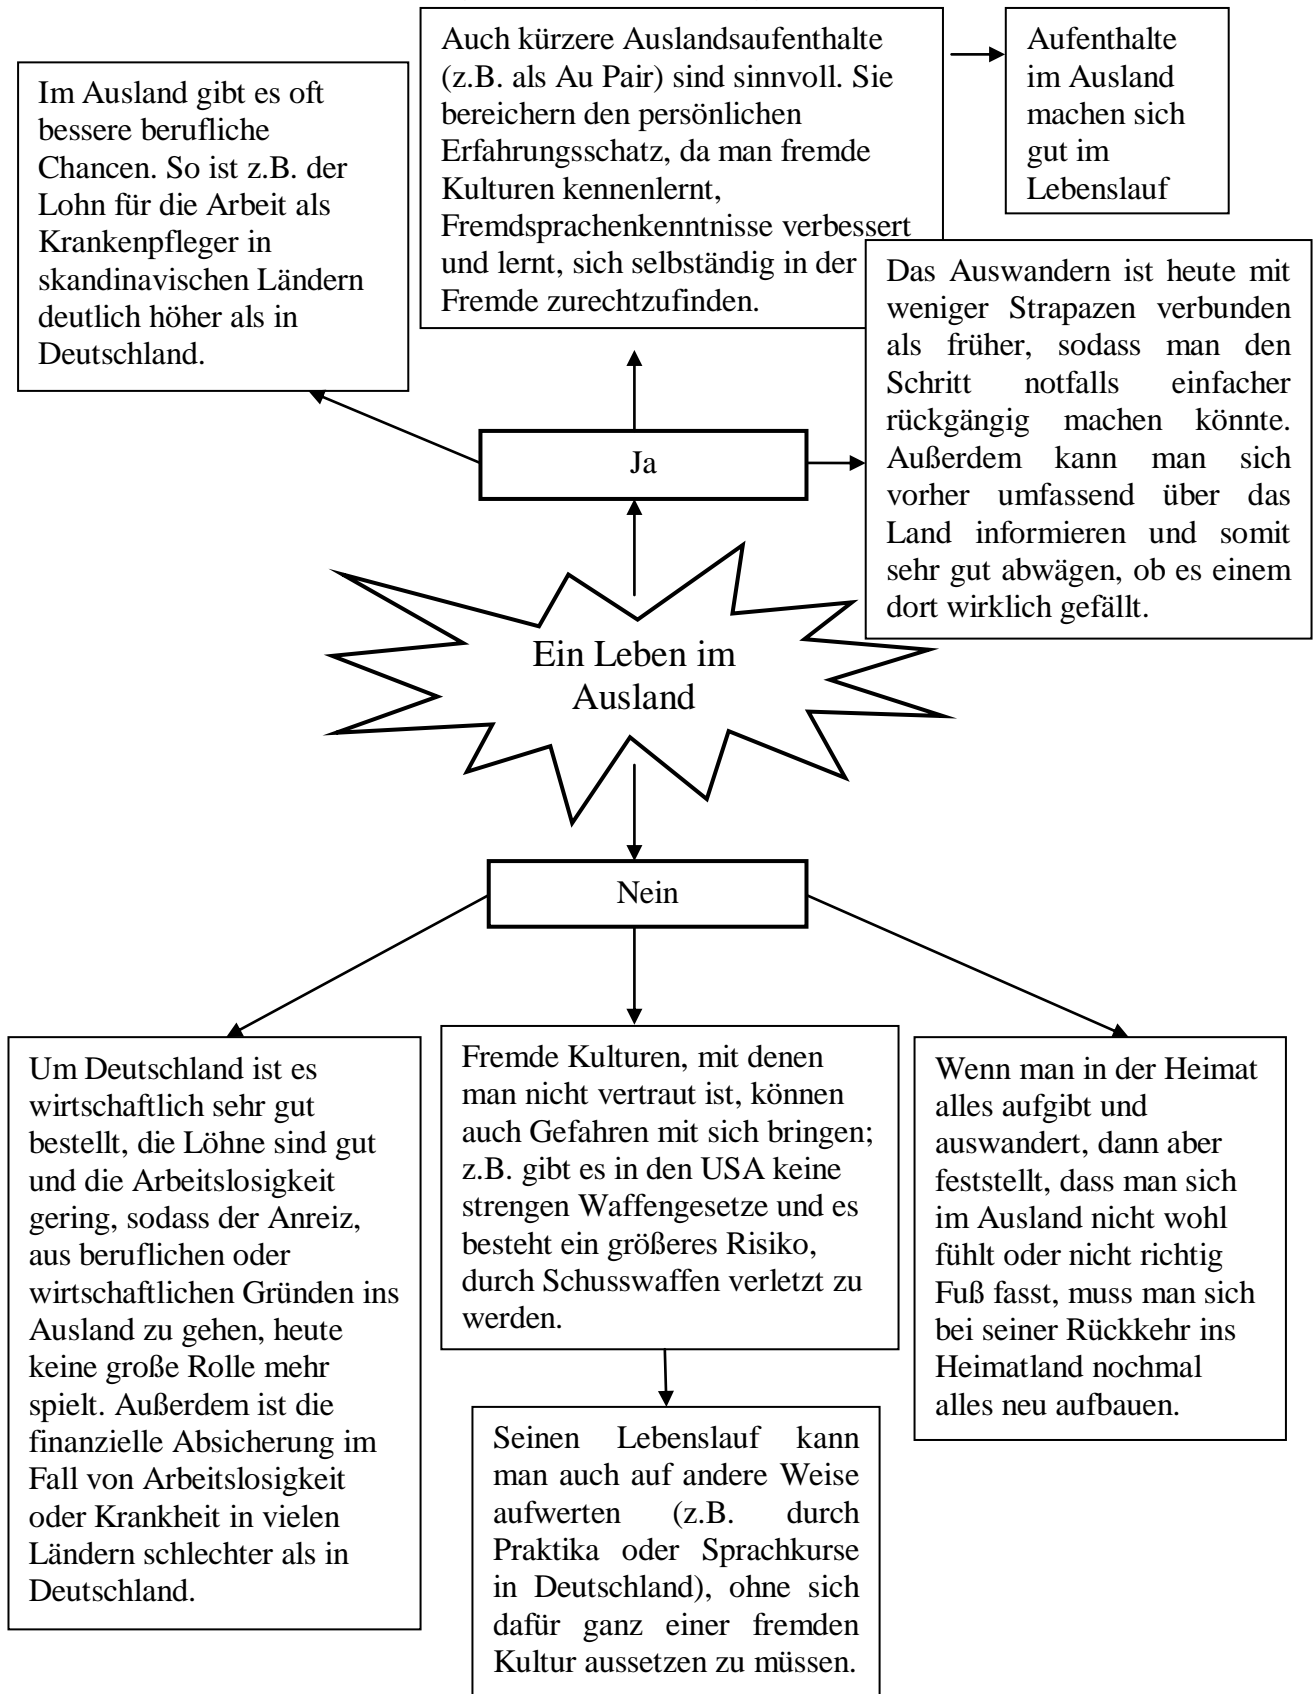 Im Ausland gibt es oft
bessere berufliche
Chancen. So ist z.B. der
Lohn für die Arbeit als
Krankenpfleger in
skandinavischen Ländern
deutlich höher als in
Deutschland.
Auch kürzere Auslandsaufenthalte
(z.B. als Au Pair) sind sinnvoll. Sie
bereichern den persönlichen
Erfahrungsschatz, da man fremde
Kulturen kennenlernt,
Fremdsprachenkenntnisse verbessert
und lernt, sich selbständig in der
Fremde zurechtzufinden.
Aufenthalte
im Ausland
machen sich
gut im
Lebenslauf
Das Auswandern ist heute mit
weniger Strapazen verbunden
als früher, sodass man den
Schritt notfalls einfacher
rückgängig machen könnte.
Außerdem kann man sich
vorher umfassend über das
Land informieren und somit
sehr gut abwägen, ob es einem
dort wirklich gefällt.
Ja
Ein Leben im
Ausland
Nein
Um Deutschland ist es
wirtschaftlich sehr gut
bestellt, die Löhne sind gut
und die Arbeitslosigkeit
gering, sodass der Anreiz,
aus beruflichen oder
wirtschaftlichen Gründen ins
Ausland zu gehen, heute
keine große Rolle mehr
spielt. Außerdem ist die
finanzielle Absicherung im
Fall von Arbeitslosigkeit
oder Krankheit in vielen
Ländern schlechter als in
Deutschland.
Fremde Kulturen, mit denen
man nicht vertraut ist, können
auch Gefahren mit sich bringen;
z.B. gibt es in den USA keine
strengen Waffengesetze und es
besteht ein größeres Risiko,
durch Schusswaffen verletzt zu
werden.
Seinen Lebenslauf kann
man auch auf andere Weise
aufwerten (z.B. durch
Praktika oder Sprachkurse
in Deutschland), ohne sich
dafür ganz einer fremden
Kultur aussetzen zu müssen.
Wenn man in der Heimat
alles aufgibt und
auswandert, dann aber
feststellt, dass man sich
im Ausland nicht wohl
fühlt oder nicht richtig
Fuß fasst, muss man sich
bei seiner Rückkehr ins
Heimatland nochmal
alles neu aufbauen.